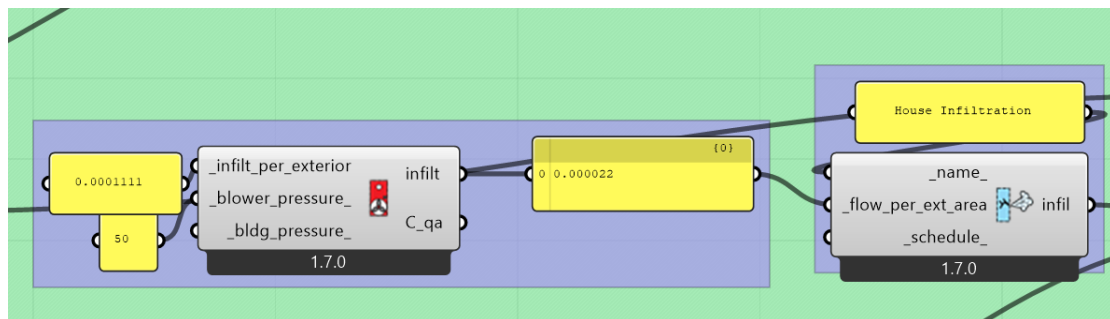 0.0001111
50
_infilt_per_exterior
_blower_pressure_
_bldg_pressure_
infilt
C_qa
1.7.0
{0}
0 0.000022
House Infiltration
_name_
_flow_per_ext_area
_schedule_
infil
1.7.0